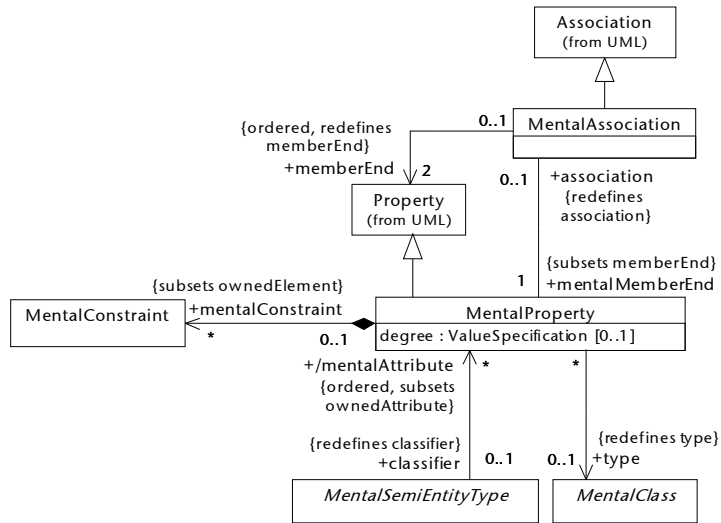 Association
(from UML)
0..1
MentalAssociation
{ordered, redefines
memberEnd}
+memberEnd
2
0..1
+association
{redefines
association}
Property
(from UML)
{subsets memberEnd}
1
+mentalMemberEnd
{subsets ownedElement}
+mentalConstraint
MentalConstraint
*
0..1
MentalProperty
degree : ValueSpecification [0..1]
+/mentalAttribute
*
*
{ordered, subsets
ownedAttribute}
{redefines classifier}
+classifier
0..1
{redefines type}
0..1
+type
MentalSemiEntityType
MentalClass